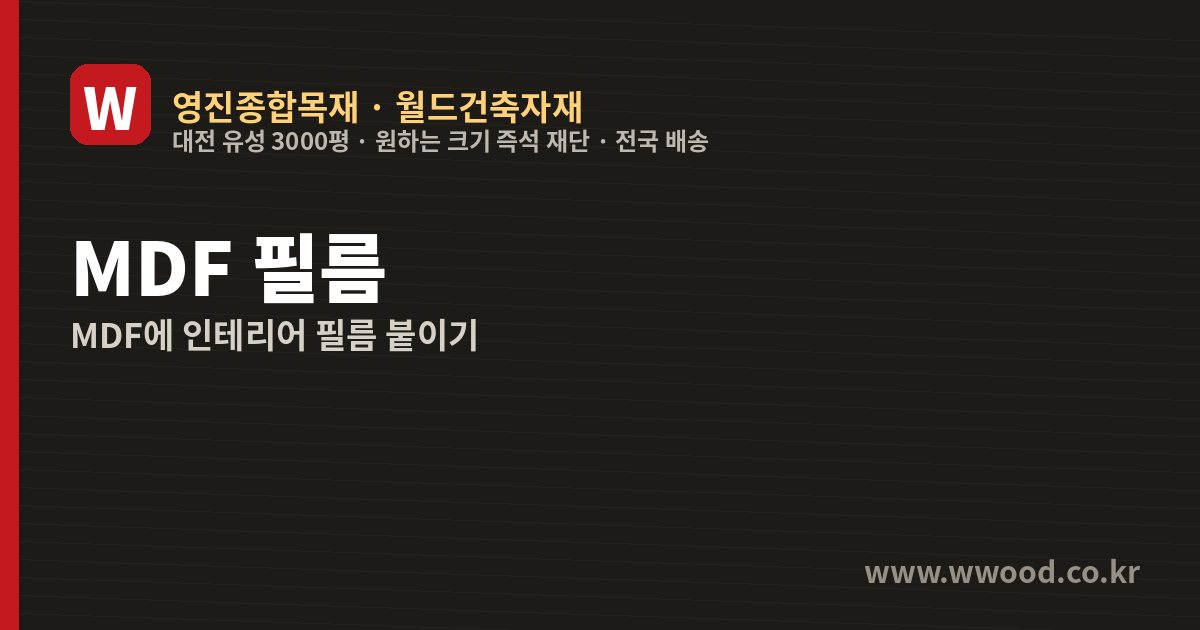 W
영진종합목재 · 월드건축자재
대전 유성 3000평 · 원하는 크기 즉석 재단 · 전국 배송
MDF 필름
MDF에 인테리어 필름 붙이기
www.wwood.co.kr